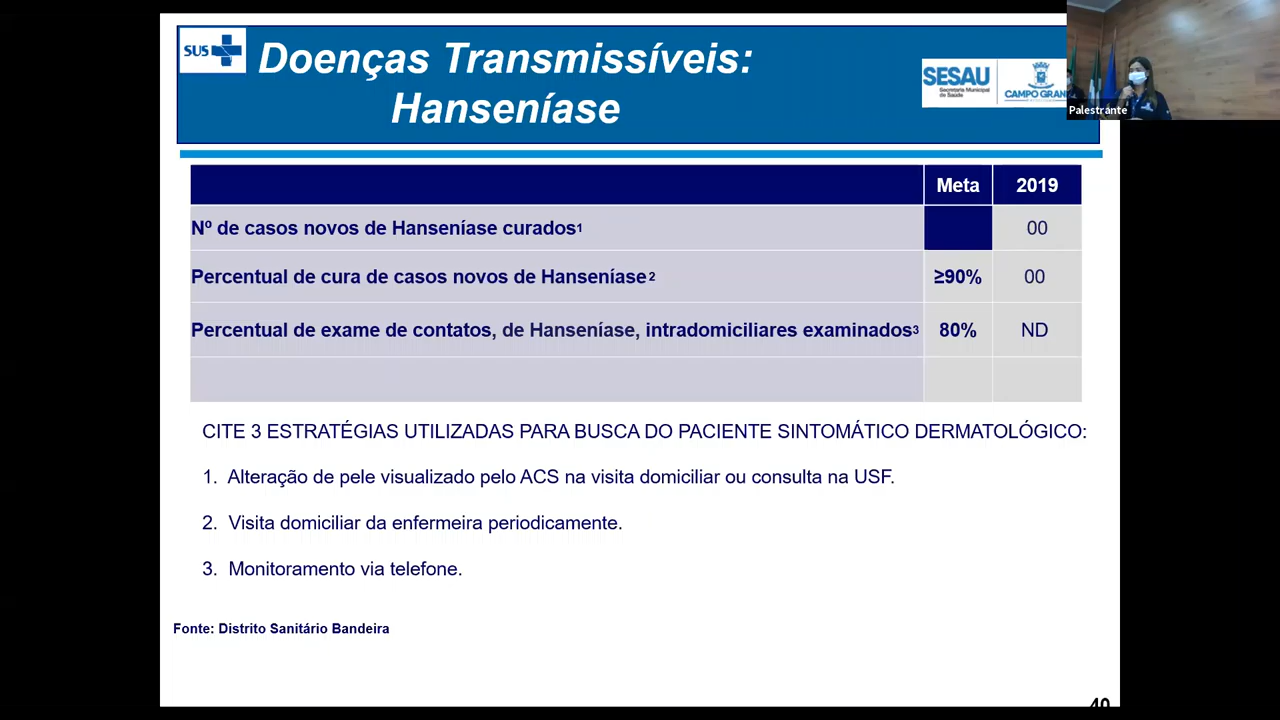 SUS
Doenças Transmissíveis:
Hanseníase
SESAU
Secretaria Municipal
de Saúde
CAMPO GRAN
Palestrante
Meta 2019
Nº de casos novos de Hanseníase curados1 00
Percentual de cura de casos novos de Hanseníase2 ≥90% 00
Percentual de exame de contatos, de Hanseníase, intradomiciliares examinados3 80% ND
CITE 3 ESTRATÉGIAS UTILIZADAS PARA BUSCA DO PACIENTE SINTOMÁTICO DERMATOLÓGICO:
1. Alteração de pele visualizado pelo ACS na visita domiciliar ou consulta na USF.
2. Visita domiciliar da enfermeira periodicamente.
3. Monitoramento via telefone.
Fonte: Distrito Sanitário Bandeira
40